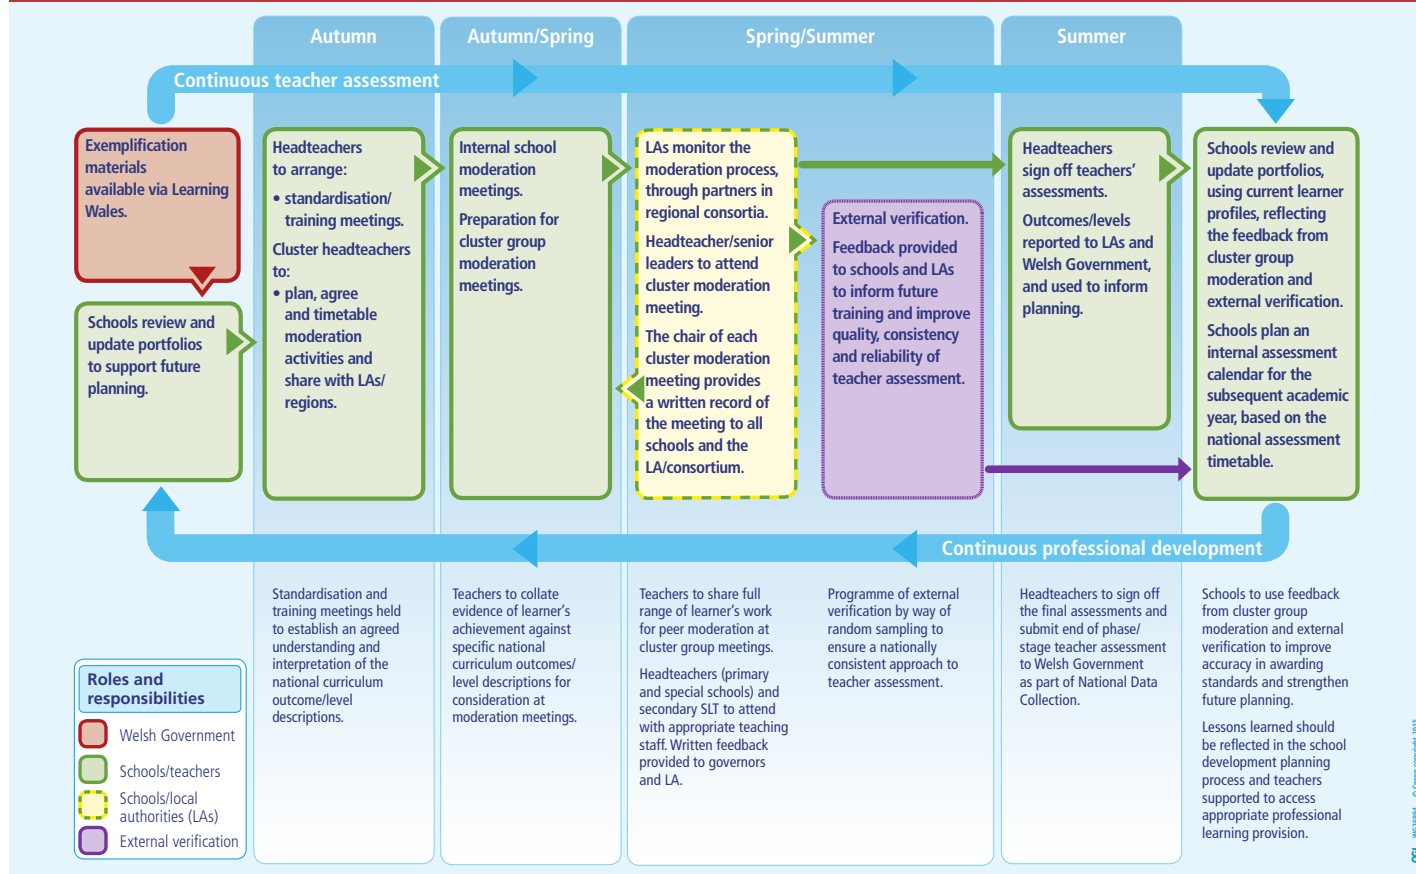 Autumn
Autumn/Spring
Spring/Summer
Summer
Continuous teacher assessment
Exemplification
materials
available via Learning
Wales.
Schools review and
update portfolios
to support future
planning.
Headteachers
to arrange:
• standardisation/
training meetings.
Cluster headteachers
to:
• plan, agree
and timetable
moderation
activities and
share with LAs/
regions.
Internal school
moderation
meetings.
Preparation for
cluster group
moderation
meetings.
LAs monitor the
moderation process,
through partners in
regional consortia.
Headteacher/senior
leaders to attend
cluster moderation
meeting.
The chair of each
cluster moderation
meeting provides
a written record of
the meeting to all
schools and the
LA/consortium.
External verification.
Feedback provided
to schools and LAs
to inform future
training and improve
quality, consistency
and reliability of
teacher assessment.
Headteachers
sign off teachers’
assessments.
Outcomes/levels
reported to LAs and
Welsh Government,
and used to inform
planning.
Schools review and
update portfolios,
using current learner
profiles, reflecting
the feedback from
cluster group
moderation and
external verification.
Schools plan an
internal assessment
calendar for the
subsequent academic
year, based on the
national assessment
timetable.
Continuous professional development
Standardisation and
training meetings held
to establish an agreed
understanding and
interpretation of the
national curriculum
outcome/level
descriptions.
Teachers to collate
evidence of learner’s
achievement against
specific national
curriculum outcomes/
level descriptions for
consideration at
moderation meetings.
Teachers to share full
range of learner’s work
for peer moderation at
cluster group meetings.
Headteachers (primary
and special schools) and
secondary SLT to attend
with appropriate teaching
staff. Written feedback
provided to governors
and LA.
Programme of external
verification by way of
random sampling to
ensure a nationally
consistent approach to
teacher assessment.
Headteachers to sign off
the final assessments and
submit end of phase/
stage teacher assessment
to Welsh Government
as part of National Data
Collection.
Schools to use feedback
from cluster group
moderation and external
verification to improve
accuracy in awarding
standards and strengthen
future planning.
Lessons learned should
be reflected in the school
development planning
process and teachers
supported to access
appropriate professional
learning provision.
Roles and
responsibilities
Welsh Government
Schools/teachers
Schools/local
authorities (LAs)
External verification